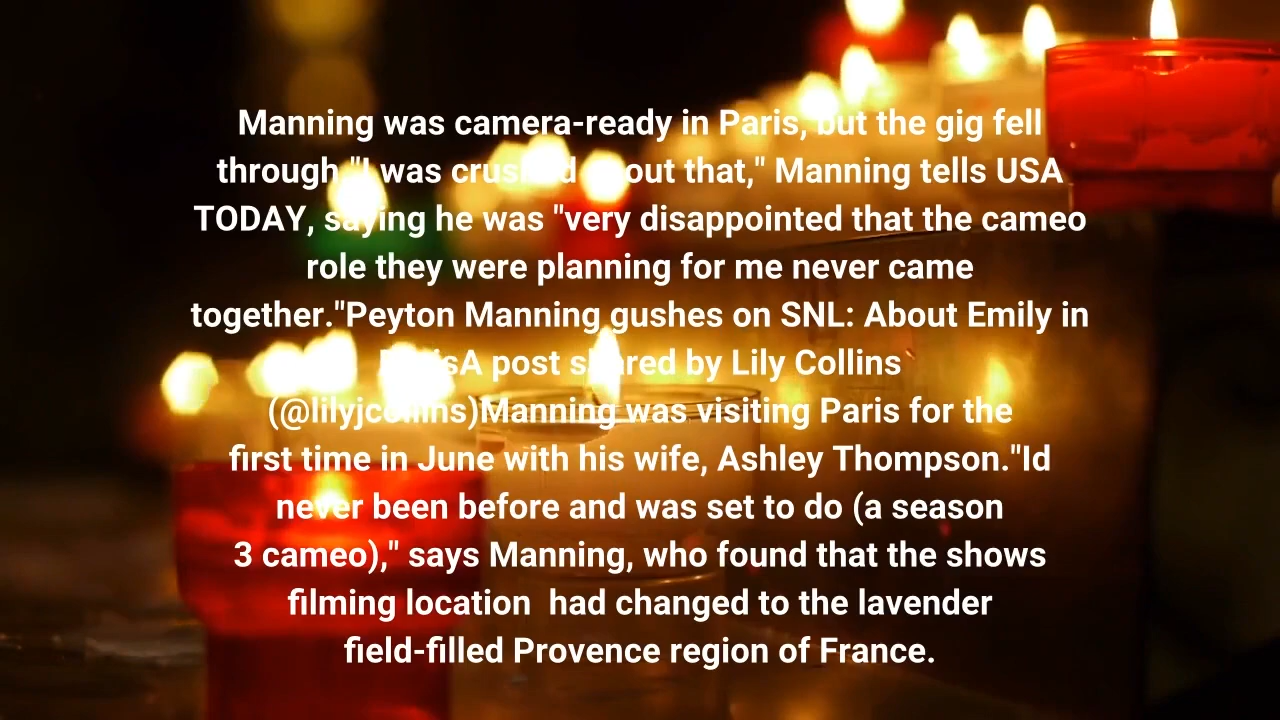 Manning was camera-ready in Paris, but the gig fell
through."I was crushed about that," Manning tells USA
TODAY, saying he was "very disappointed that the cameo
role they were planning for me never came
together."Peyton Manning gushes on SNL: About Emily in
ParisA post shared by Lily Collins
(@lilyjcollins)Manning was visiting Paris for the
first time in June with his wife, Ashley Thompson."Id
never been before and was set to do (a season
3 cameo)," says Manning, who found that the shows
filming location  had changed to the lavender
field-filled Provence region of France.